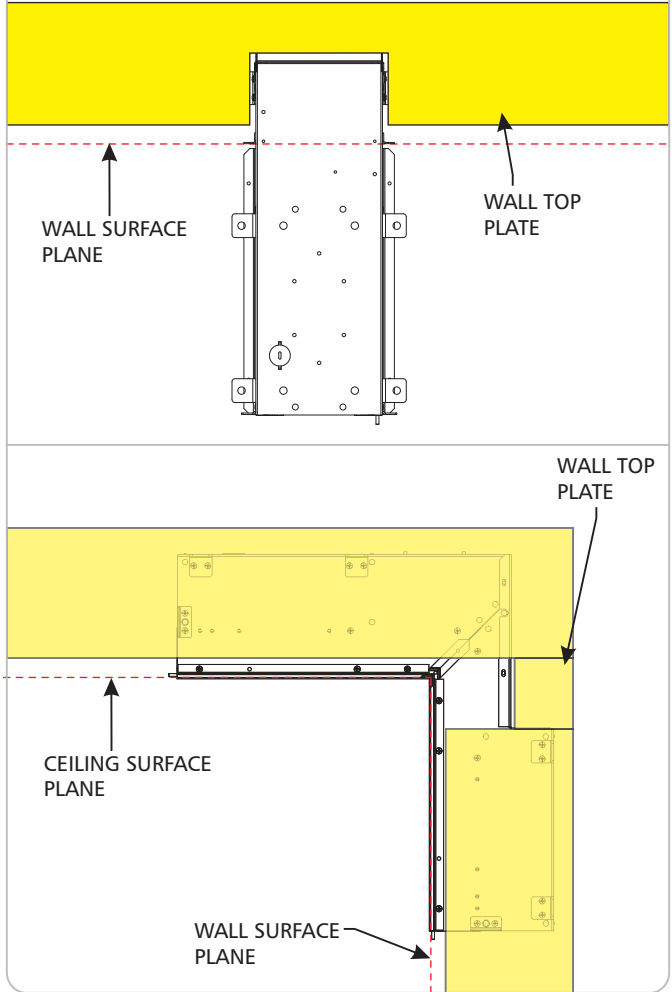 WALL SURFACE
PLANE
WALL TOP
PLATE
WALL TOP
PLATE
CEILING SURFACE
PLANE
WALL SURFACE
PLANE